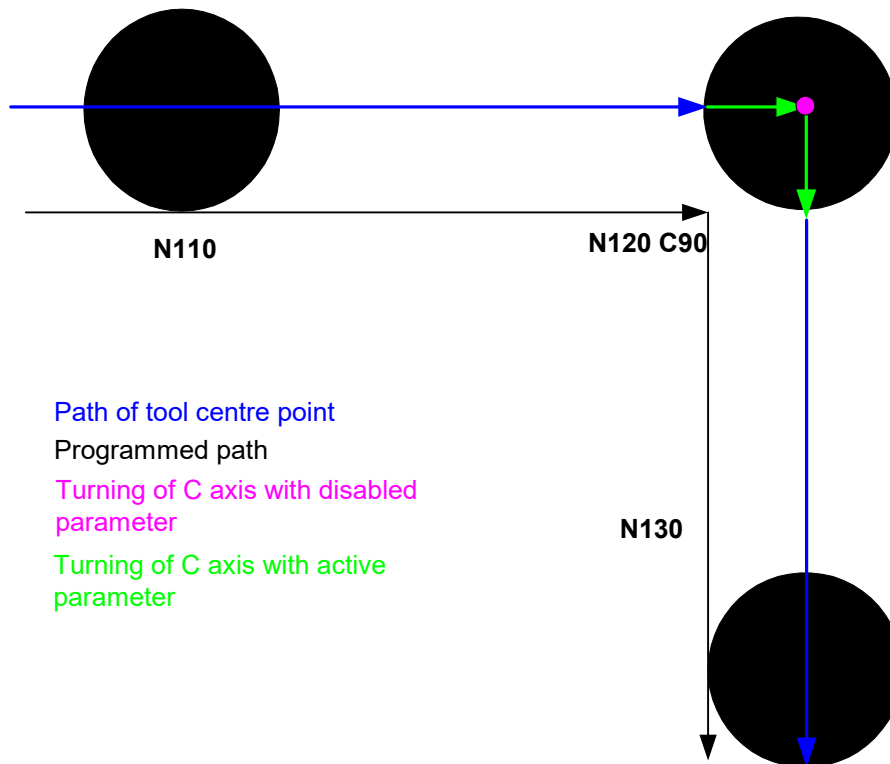 N110
N120 C90
Path of tool centre point
Programmed path
Turning of C axis with disabled
parameter
N130
Turning of C axis with active
parameter